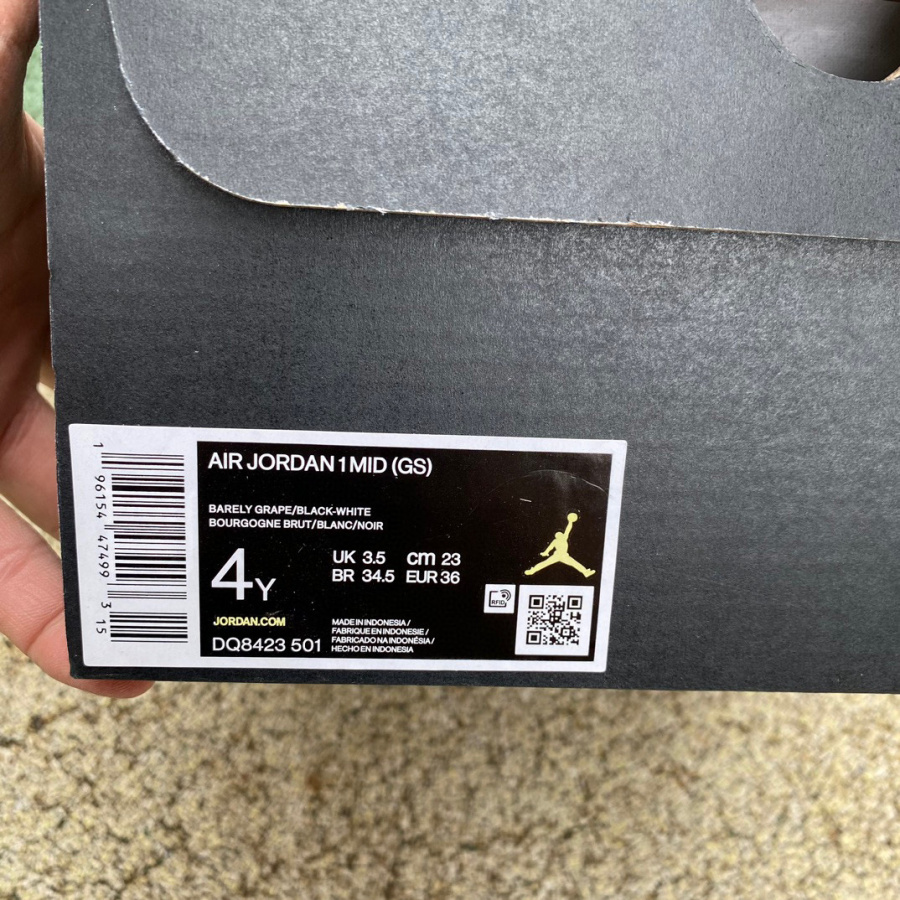 AIR JORDAN 1 MID (GS)
BARELY GRAPE/BLACK-WHITE
BOURGOGNE BRUT/BLANC/NOIR
4Y
UK 3.5 cm 23
BR 34.5 EUR 36
JORDAN.COM
DQ8423 501
MADE IN INDONESIA /
FABRIQUE EN INDONESIE /
FABRICADO NA INDONÉSIA /
HECHO EN INDONESIA
RFID
1 96154 47499 3 15